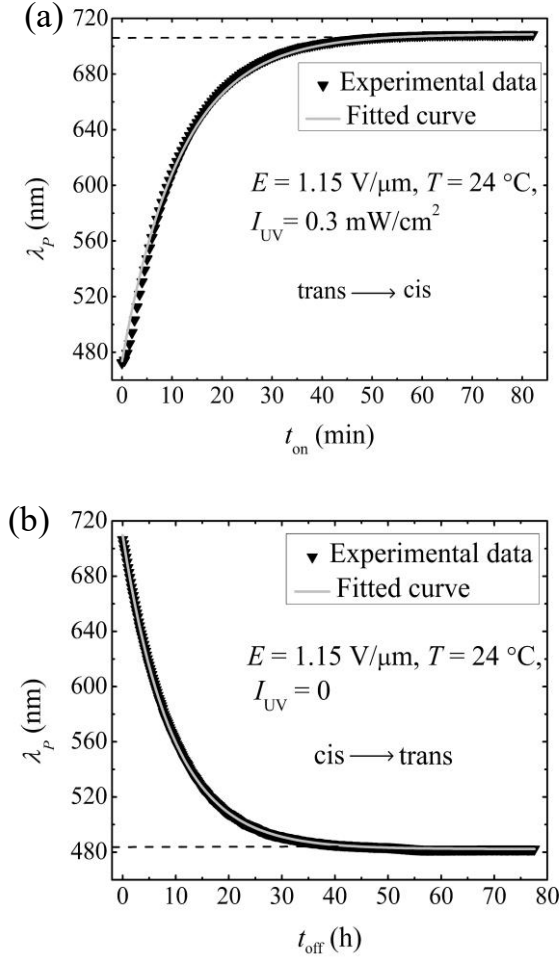 (a)
720
680
640
600
560
520
480
λP (nm)
▼ Experimental data
Fitted curve
E = 1.15 V/μm, T = 24 °C,
IUV = 0.3 mW/cm²
trans ⟶ cis
0 10 20 30 40 50 60 70 80
ton (min)
(b)
720
680
640
600
560
520
480
λP (nm)
▼ Experimental data
Fitted curve
E = 1.15 V/μm, T = 24 °C,
IUV = 0
cis ⟶ trans
0 10 20 30 40 50 60 70 80
toff (h)